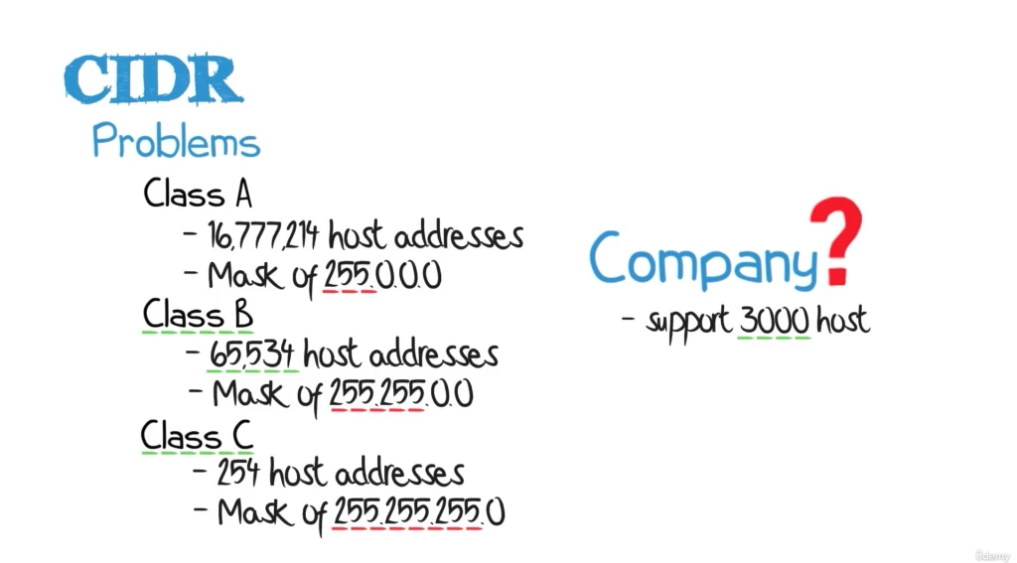 CIDR
Problems
Class A
- 16,777,214 host addresses
- Mask of 255.0.0.0
Class B
- 65,534 host addresses
- Mask of 255.255.0.0
Class C
- 254 host addresses
- Mask of 255.255.255.0
Company?
- support 3000 host
Udemy